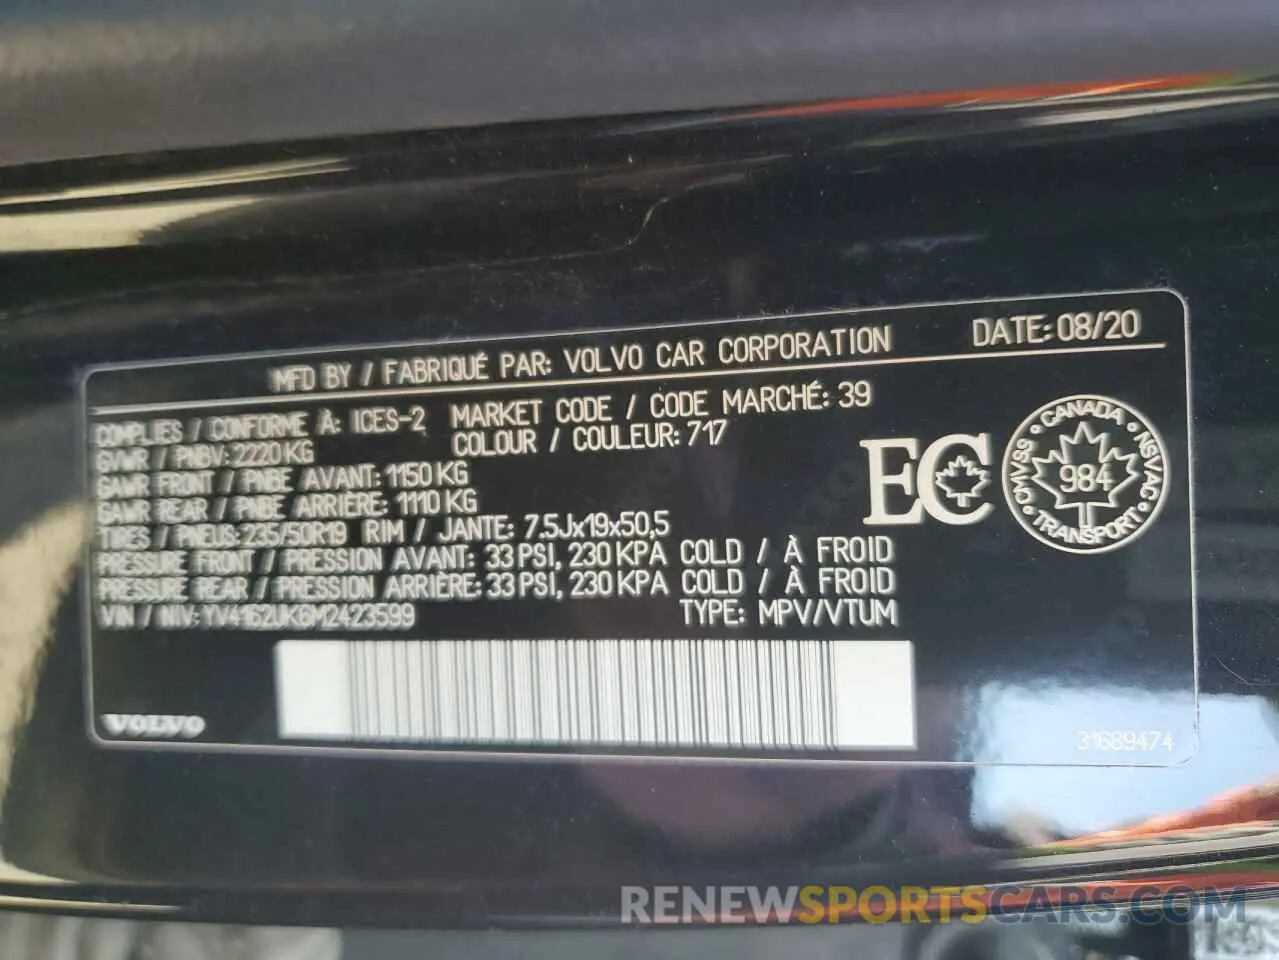 MFD BY / FABRIQUÉ PAR: VOLVO CAR CORPORATION DATE: 08/20
COMPLIES / CONFORME À: ICES-2 MARKET CODE / CODE MARCHÉ: 39
GVWR / PNBV: 2220 KG COLOUR / COULEUR: 717
GAWR FRONT / PNBE AVANT: 1150 KG
GAWR REAR / PNBE ARRIÈRE: 1110 KG
TIRES / PNEUS: 235/50R19 RIM / JANTE: 7.5Jx19x50,5
PRESSURE FRONT / PRESSION AVANT: 33 PSI, 230 KPA COLD / À FROID
PRESSURE REAR / PRESSION ARRIÈRE: 33 PSI, 230 KPA COLD / À FROID
VIN / NIV: YV4162UK6M2423599 TYPE: MPV/VTUM
EC
CANADA
CMVSS
NSVAC
984
TRANSPORT
VOLVO
31689474
RENEWSPORTSCARS.COM